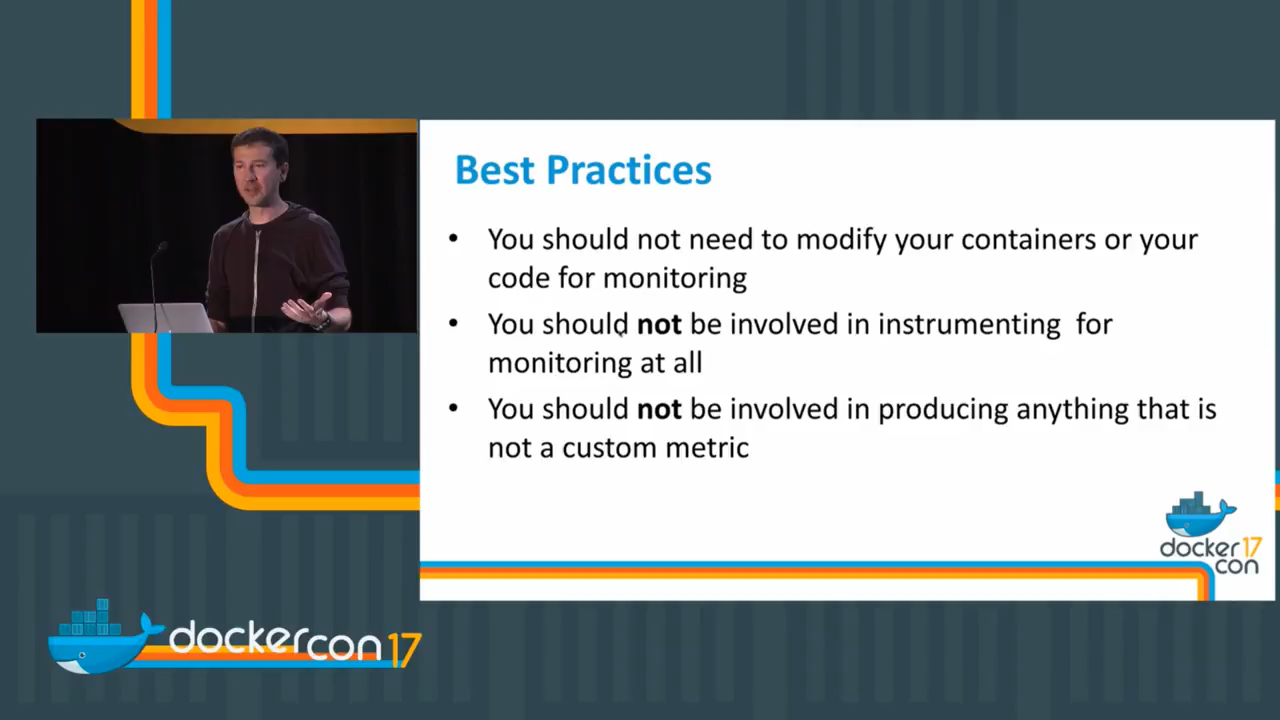 Best Practices
• You should not need to modify your containers or your
code for monitoring
• You should not be involved in instrumenting  for
monitoring at all
• You should not be involved in producing anything that is
not a custom metric
docker 17
con
dockercon 17